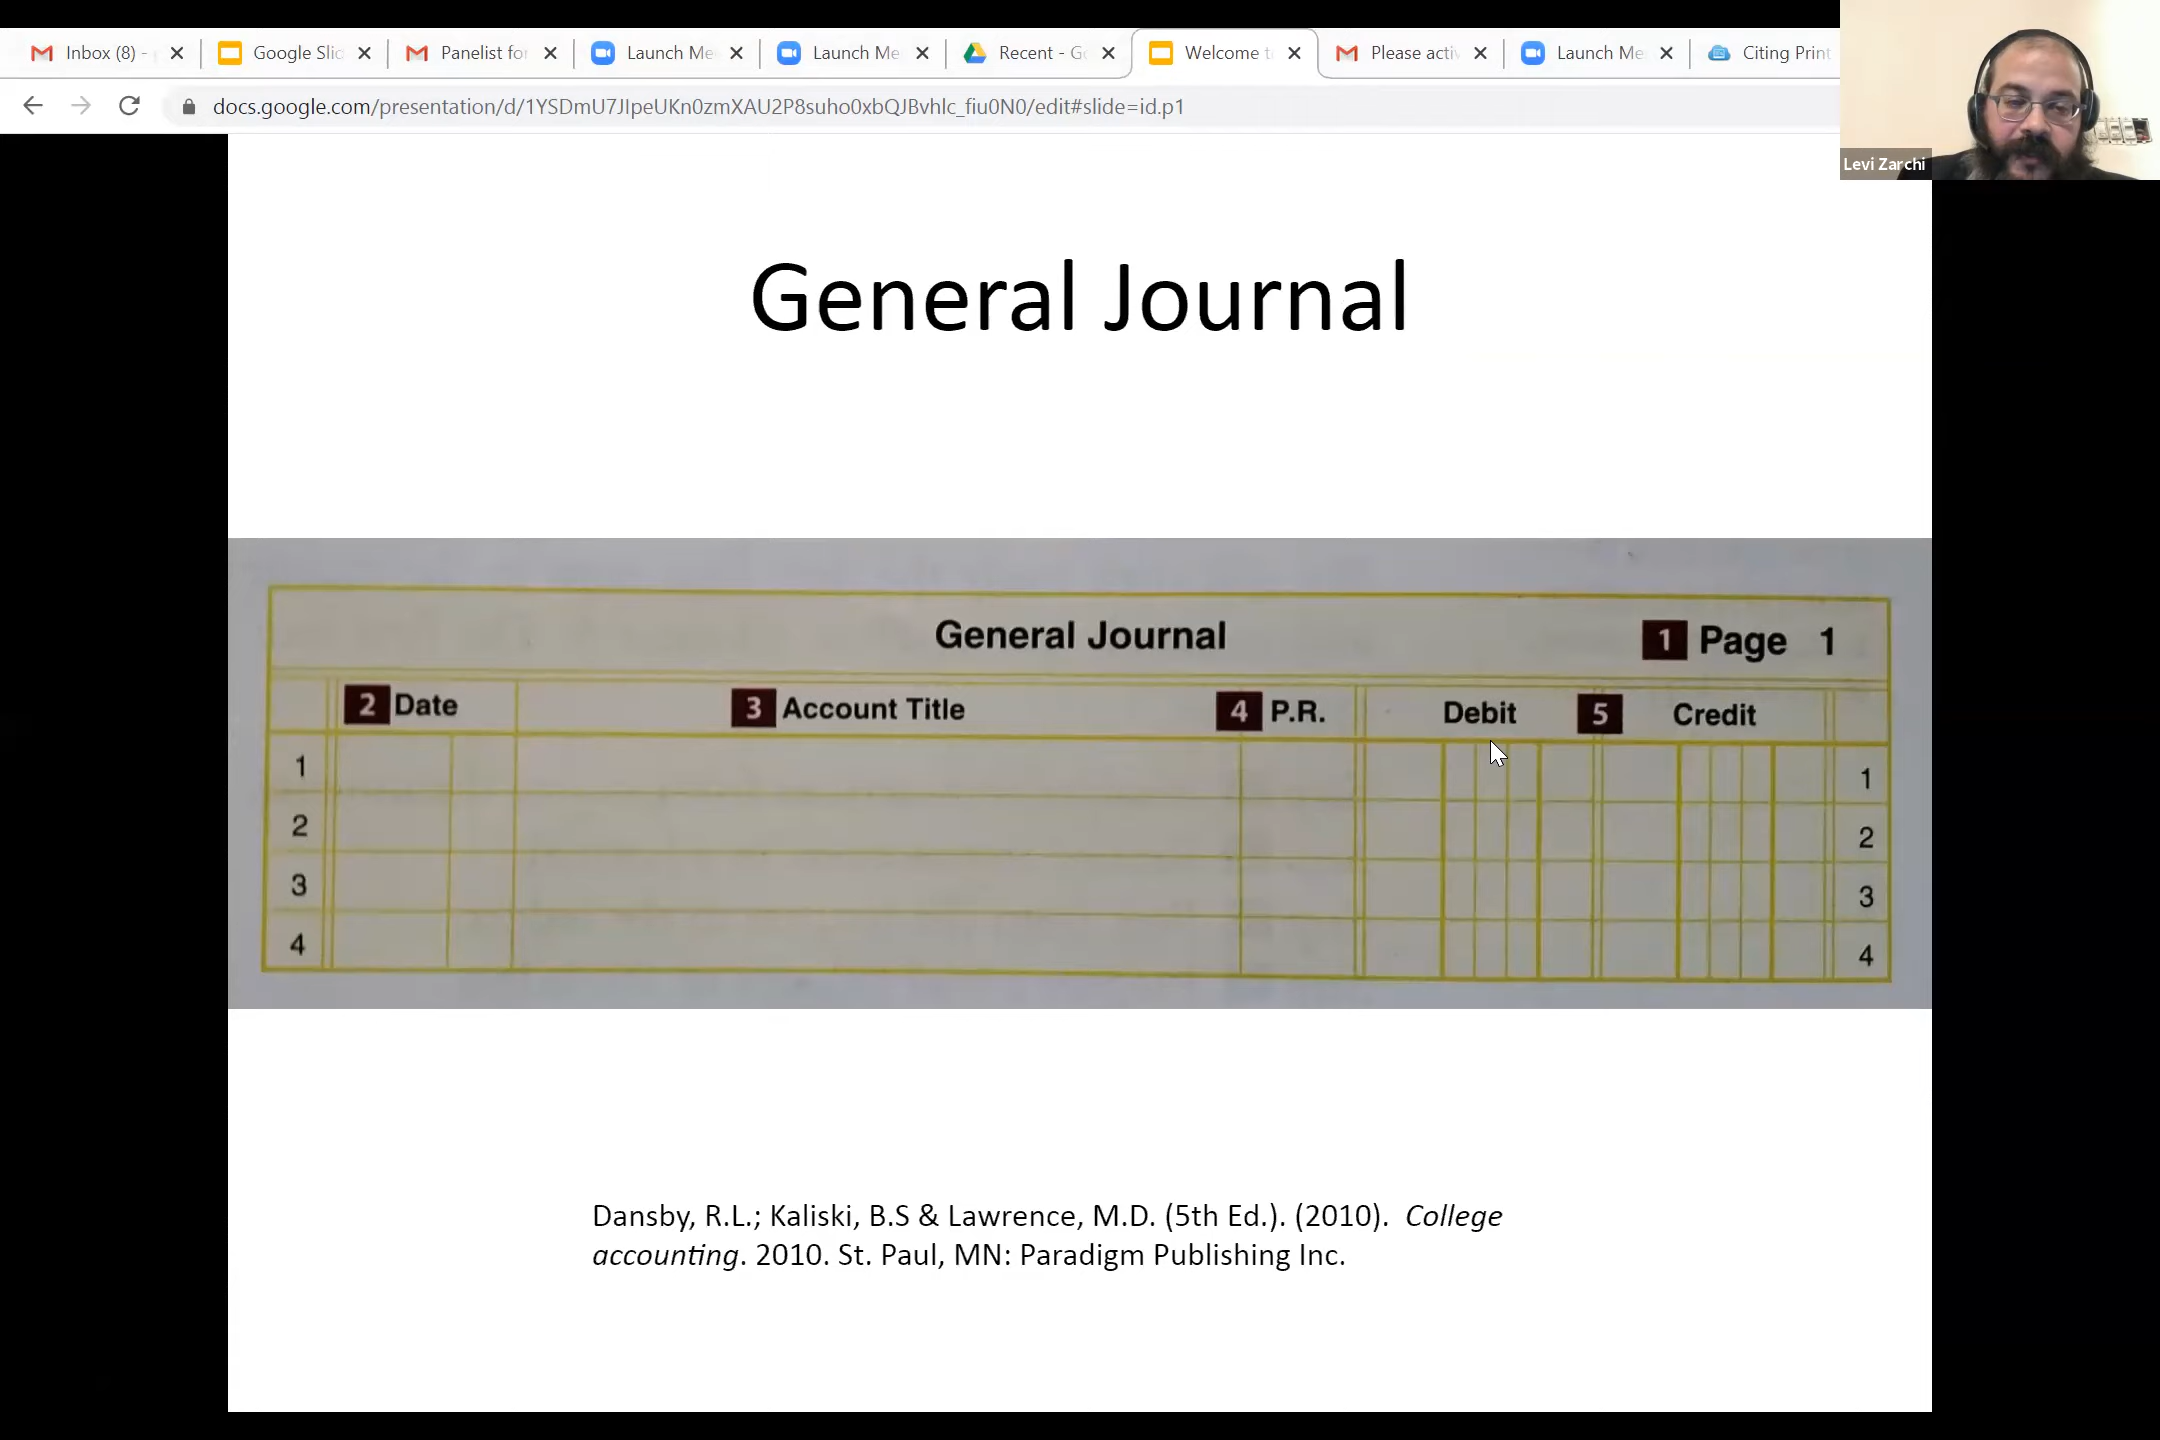 Inbox (8) -
Google Slid
Panelist for
Launch Me
Launch Me
Recent - Go
Welcome t
Please activ
Launch Me
Citing Print
docs.google.com/presentation/d/1YSDmU7JIpeUKn0zmXAU2P8suho0xbQJBvhlc_fiu0N0/edit#slide=id.p1
Levi Zarchi
General Journal
General Journal 1 Page 1
2 Date 3 Account Title 4 P.R. Debit 5 Credit
1 1
2 2
3 3
4 4
Dansby, R.L.; Kaliski, B.S & Lawrence, M.D. (5th Ed.). (2010). College
accounting. 2010. St. Paul, MN: Paradigm Publishing Inc.